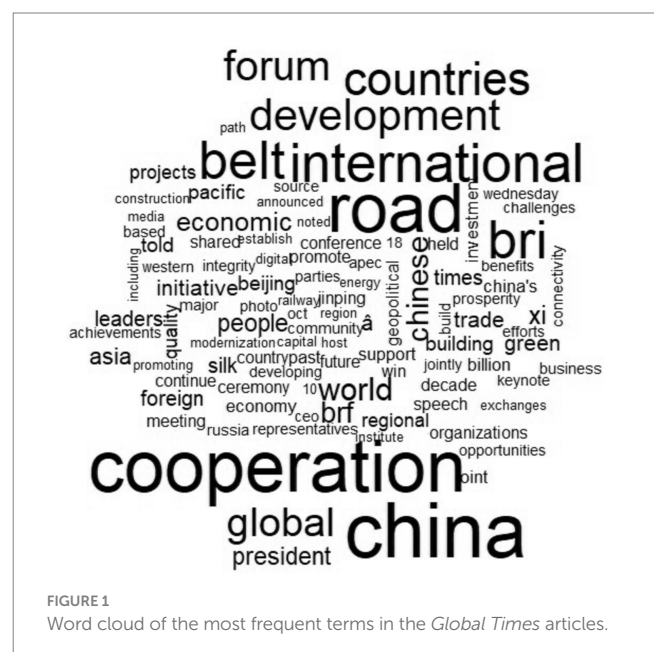 forum countries
path development
projects belt international
construction pacific source announced road investment wednesday
media economic noted challenges
based told shared establish conference 18 held bri
including western integrity digital promote apec chinese benefits connectivity
initiative beijing parties energy geopolitical times china's
major photo railway jinping prosperity
leaders quality people oct region community â build trade xi
achievements modernization capital host building efforts green
asia promoting silk country past future support jointly billion business
continue developing win
foreign ceremony 10 world decade keynote
economy ceo brf speech exchanges
meeting russia representatives institute regional organizations
cooperation opportunities
oint
global china
president
FIGURE 1
Word cloud of the most frequent terms in the Global Times articles.